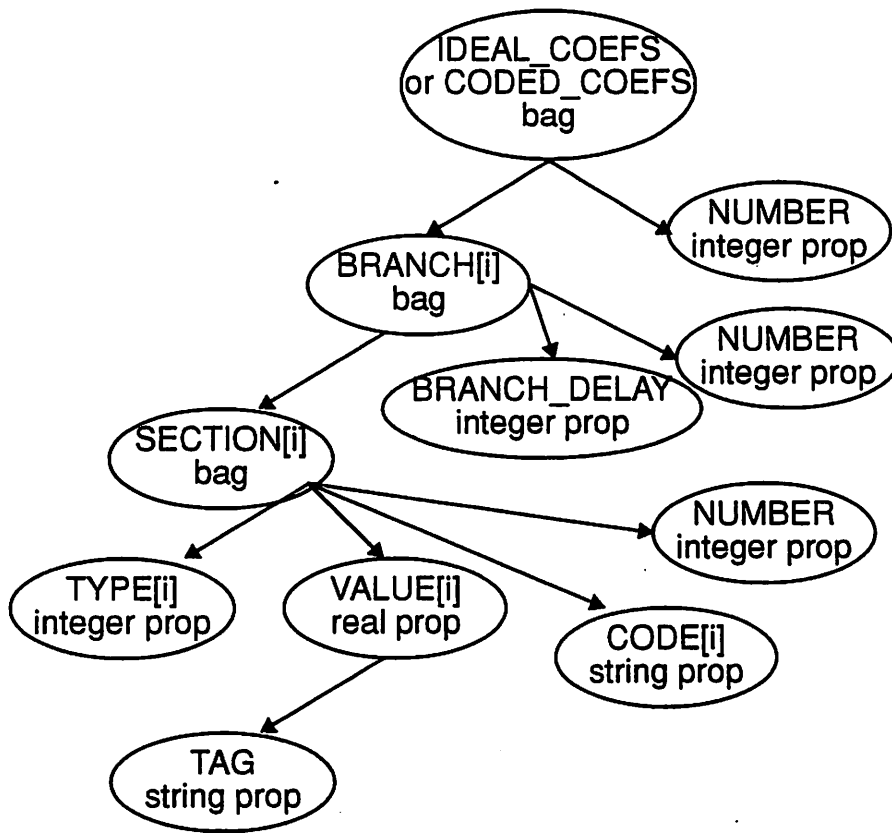 IDEAL_COEFS
or CODED_COEFS
bag
NUMBER
integer prop
BRANCH[i]
bag
NUMBER
integer prop
BRANCH_DELAY
integer prop
SECTION[i]
bag
NUMBER
integer prop
TYPE[i]
integer prop
VALUE[i]
real prop
CODE[i]
string prop
TAG
string prop